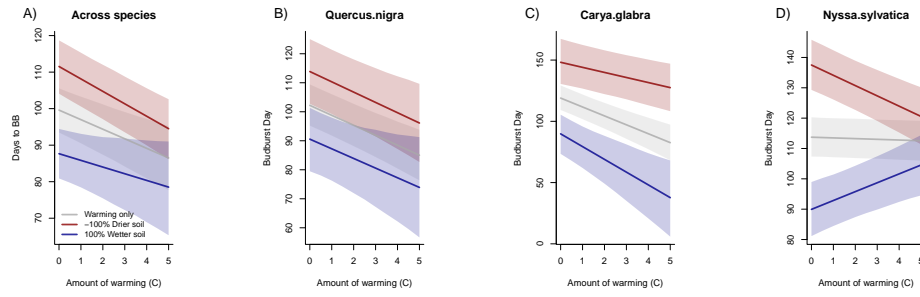 A) Across species
120
110
100
90
80
70
Days to BB
Warming only
−100% Drier soil
100% Wetter soil
0 1 2 3 4 5
Amount of warming (C)
B) Quercus.nigra
120
110
100
90
80
70
60
Budburst Day
0 1 2 3 4 5
Amount of warming (C)
C) Carya.glabra
150
100
50
0
Budburst Day
0 1 2 3 4 5
Amount of warming (C)
D) Nyssa.sylvatica
140
130
120
110
100
90
80
Budburst Day
0 1 2 3 4 5
Amount of warming (C)